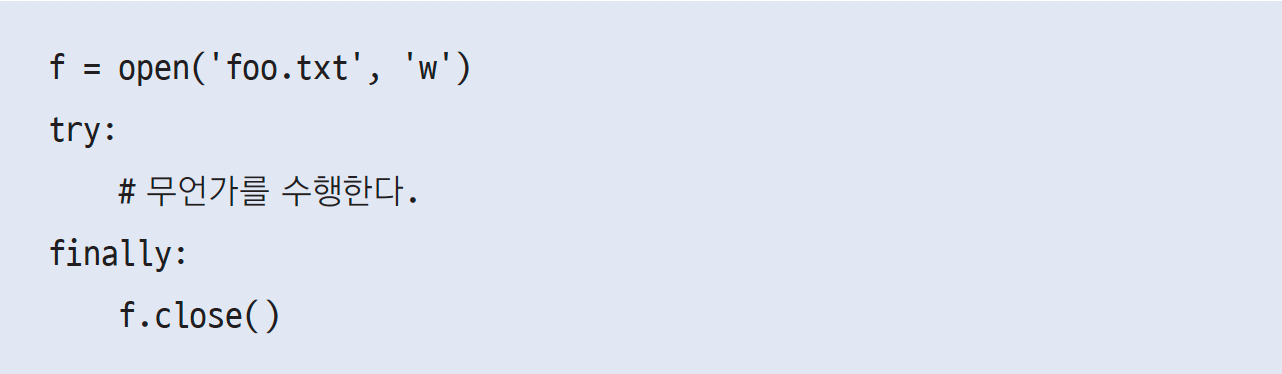 f = open('foo.txt', 'w')
try:
    # 무언가를 수행한다.
finally:
    f.close()